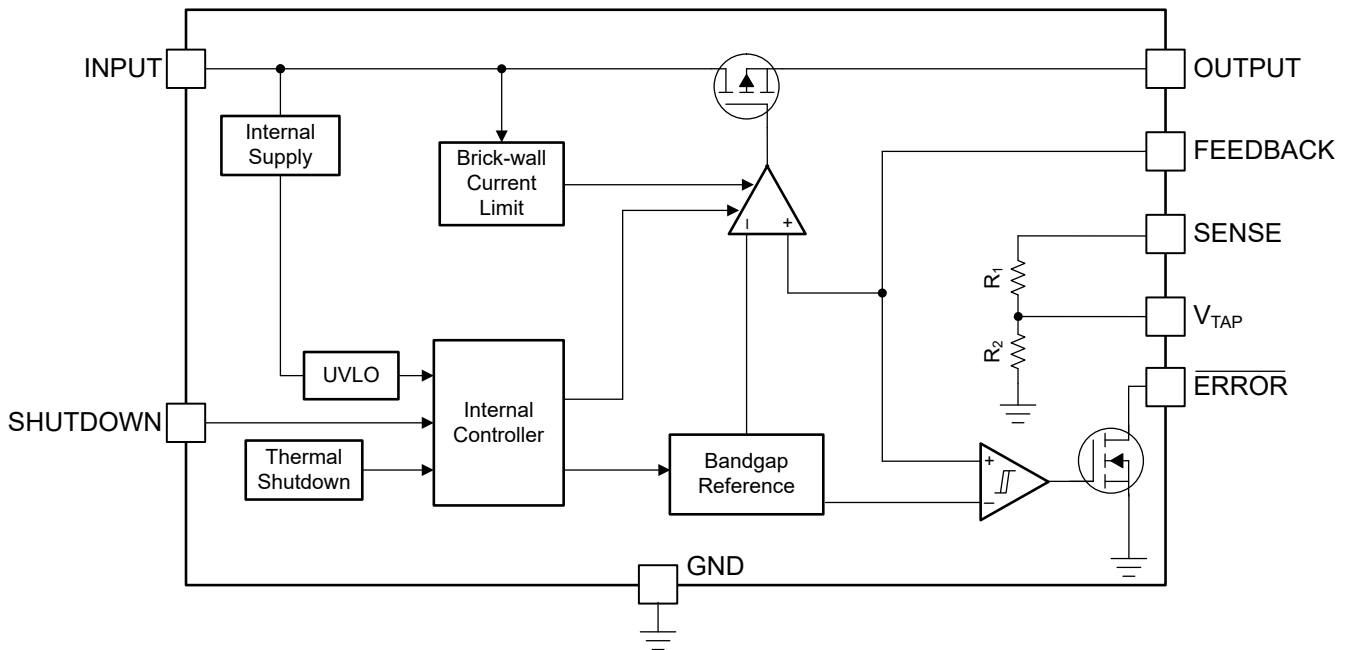 INPUT
OUTPUT
Internal
Supply
Brick-wall
Current
Limit
FEEDBACK
– +
SENSE
R1
VTAP
R2
UVLO
ERROR
SHUTDOWN
Internal
Controller
Thermal
Shutdown
Bandgap
Reference
+
–
GND